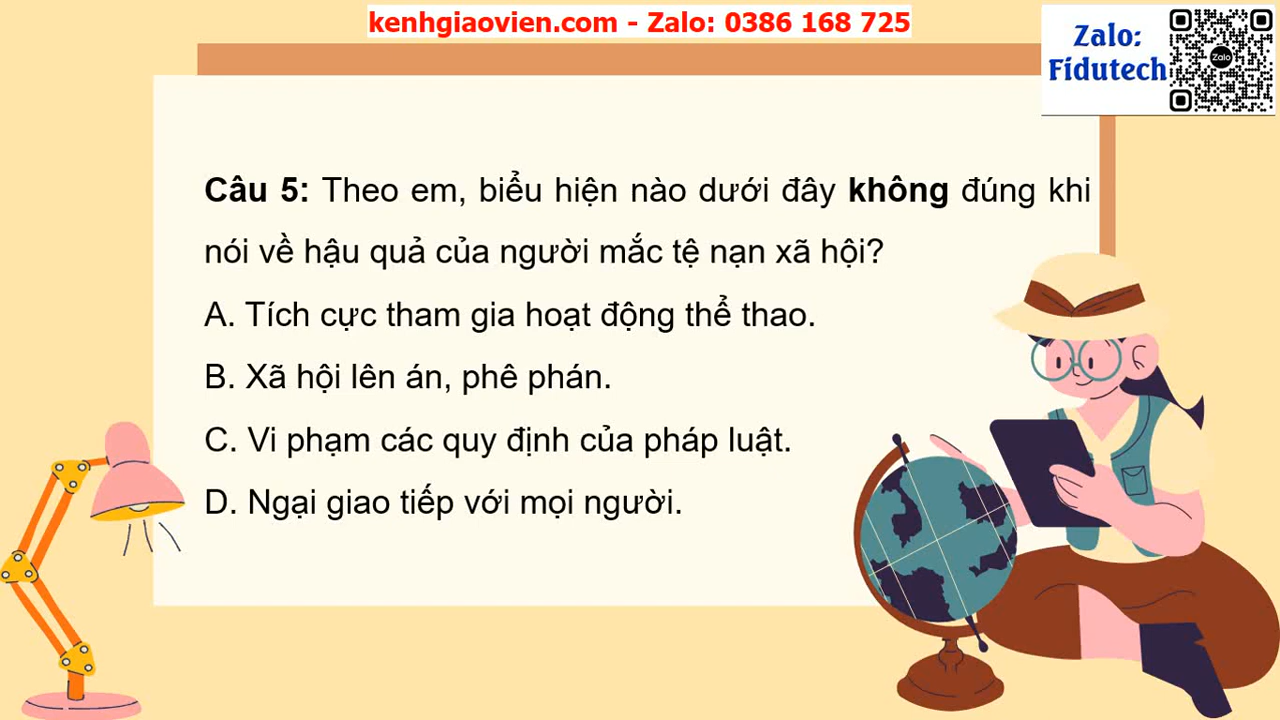 kenhgiaovien.com - Zalo: 0386 168 725
Zalo:
Fidutech
Zalo
Câu 5: Theo em, biểu hiện nào dưới đây không đúng khi
nói về hậu quả của người mắc tệ nạn xã hội?
A. Tích cực tham gia hoạt động thể thao.
B. Xã hội lên án, phê phán.
C. Vi phạm các quy định của pháp luật.
D. Ngại giao tiếp với mọi người.